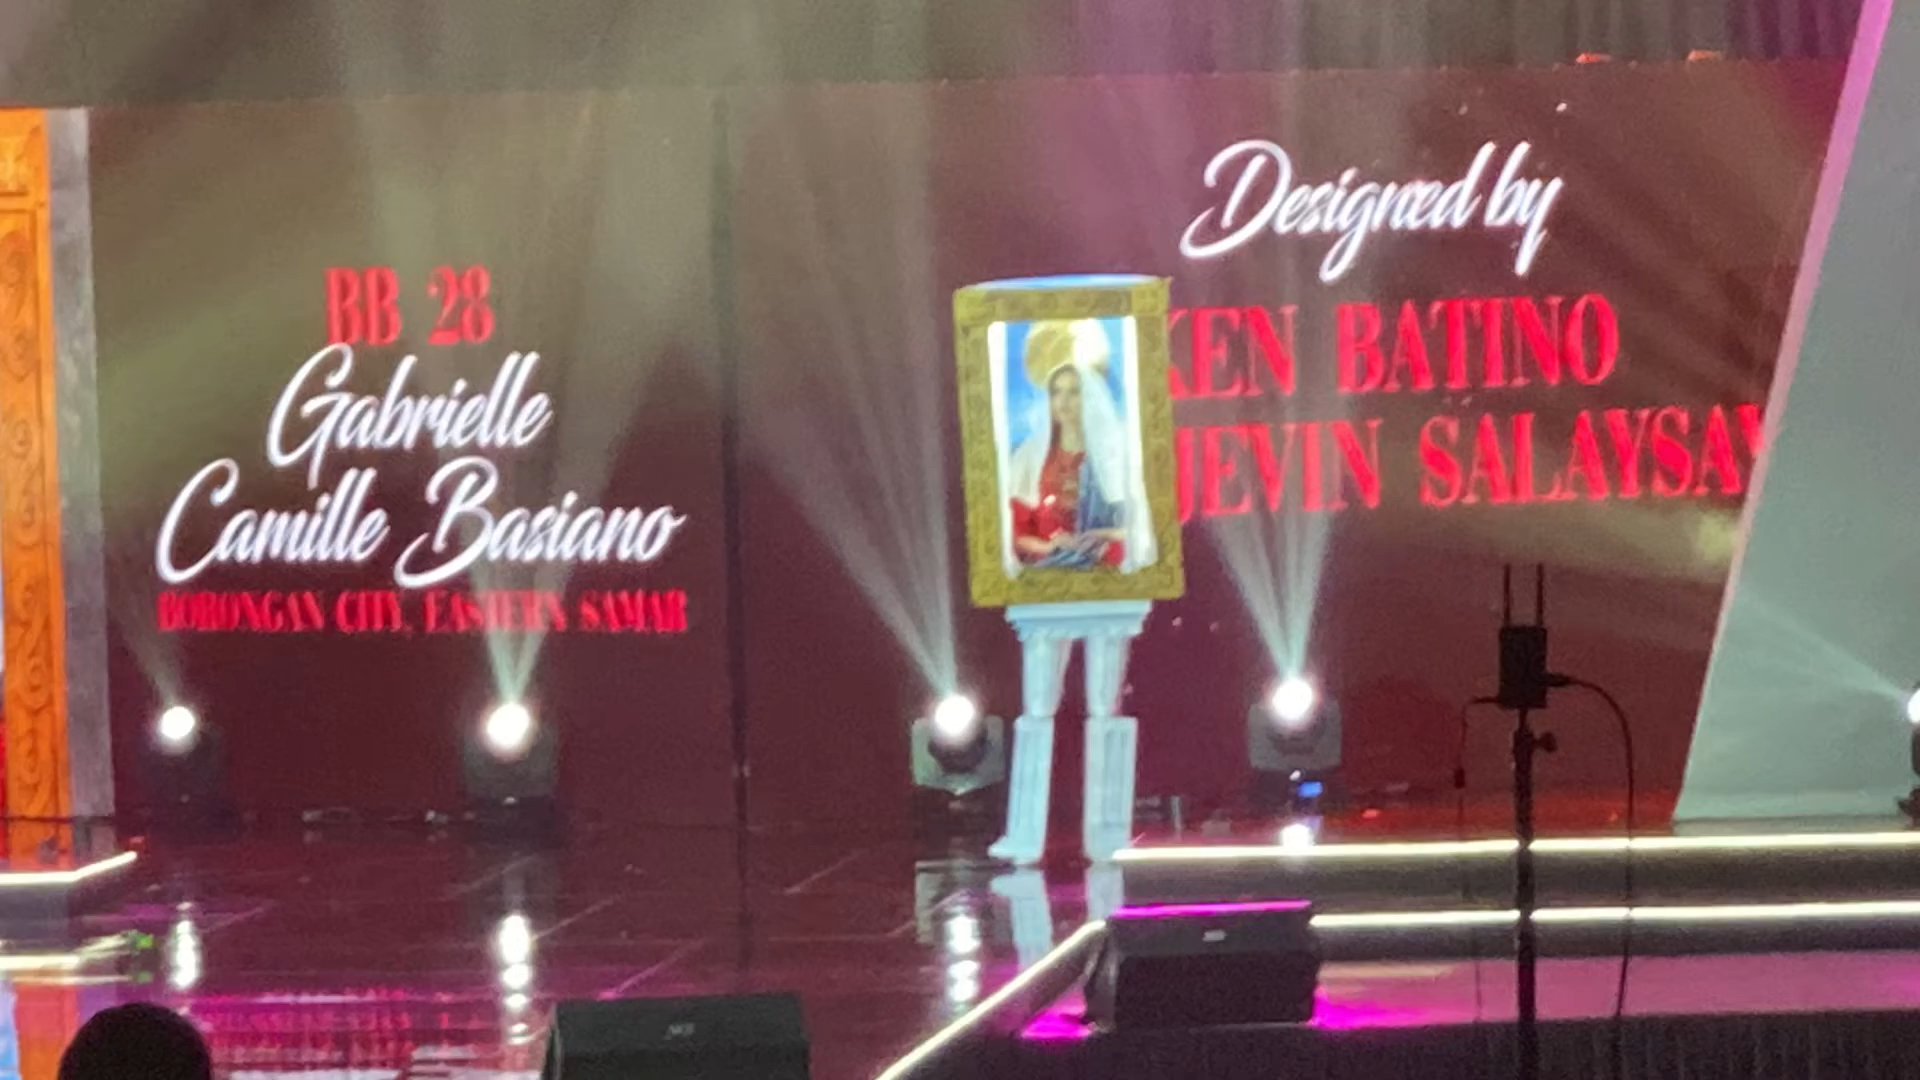 BB 28
Gabrielle
Camille Basiano
BORONGAN CITY, EASTERN SAMAR
Designed by
KEN BATINO
JEVIN SALAYSAY